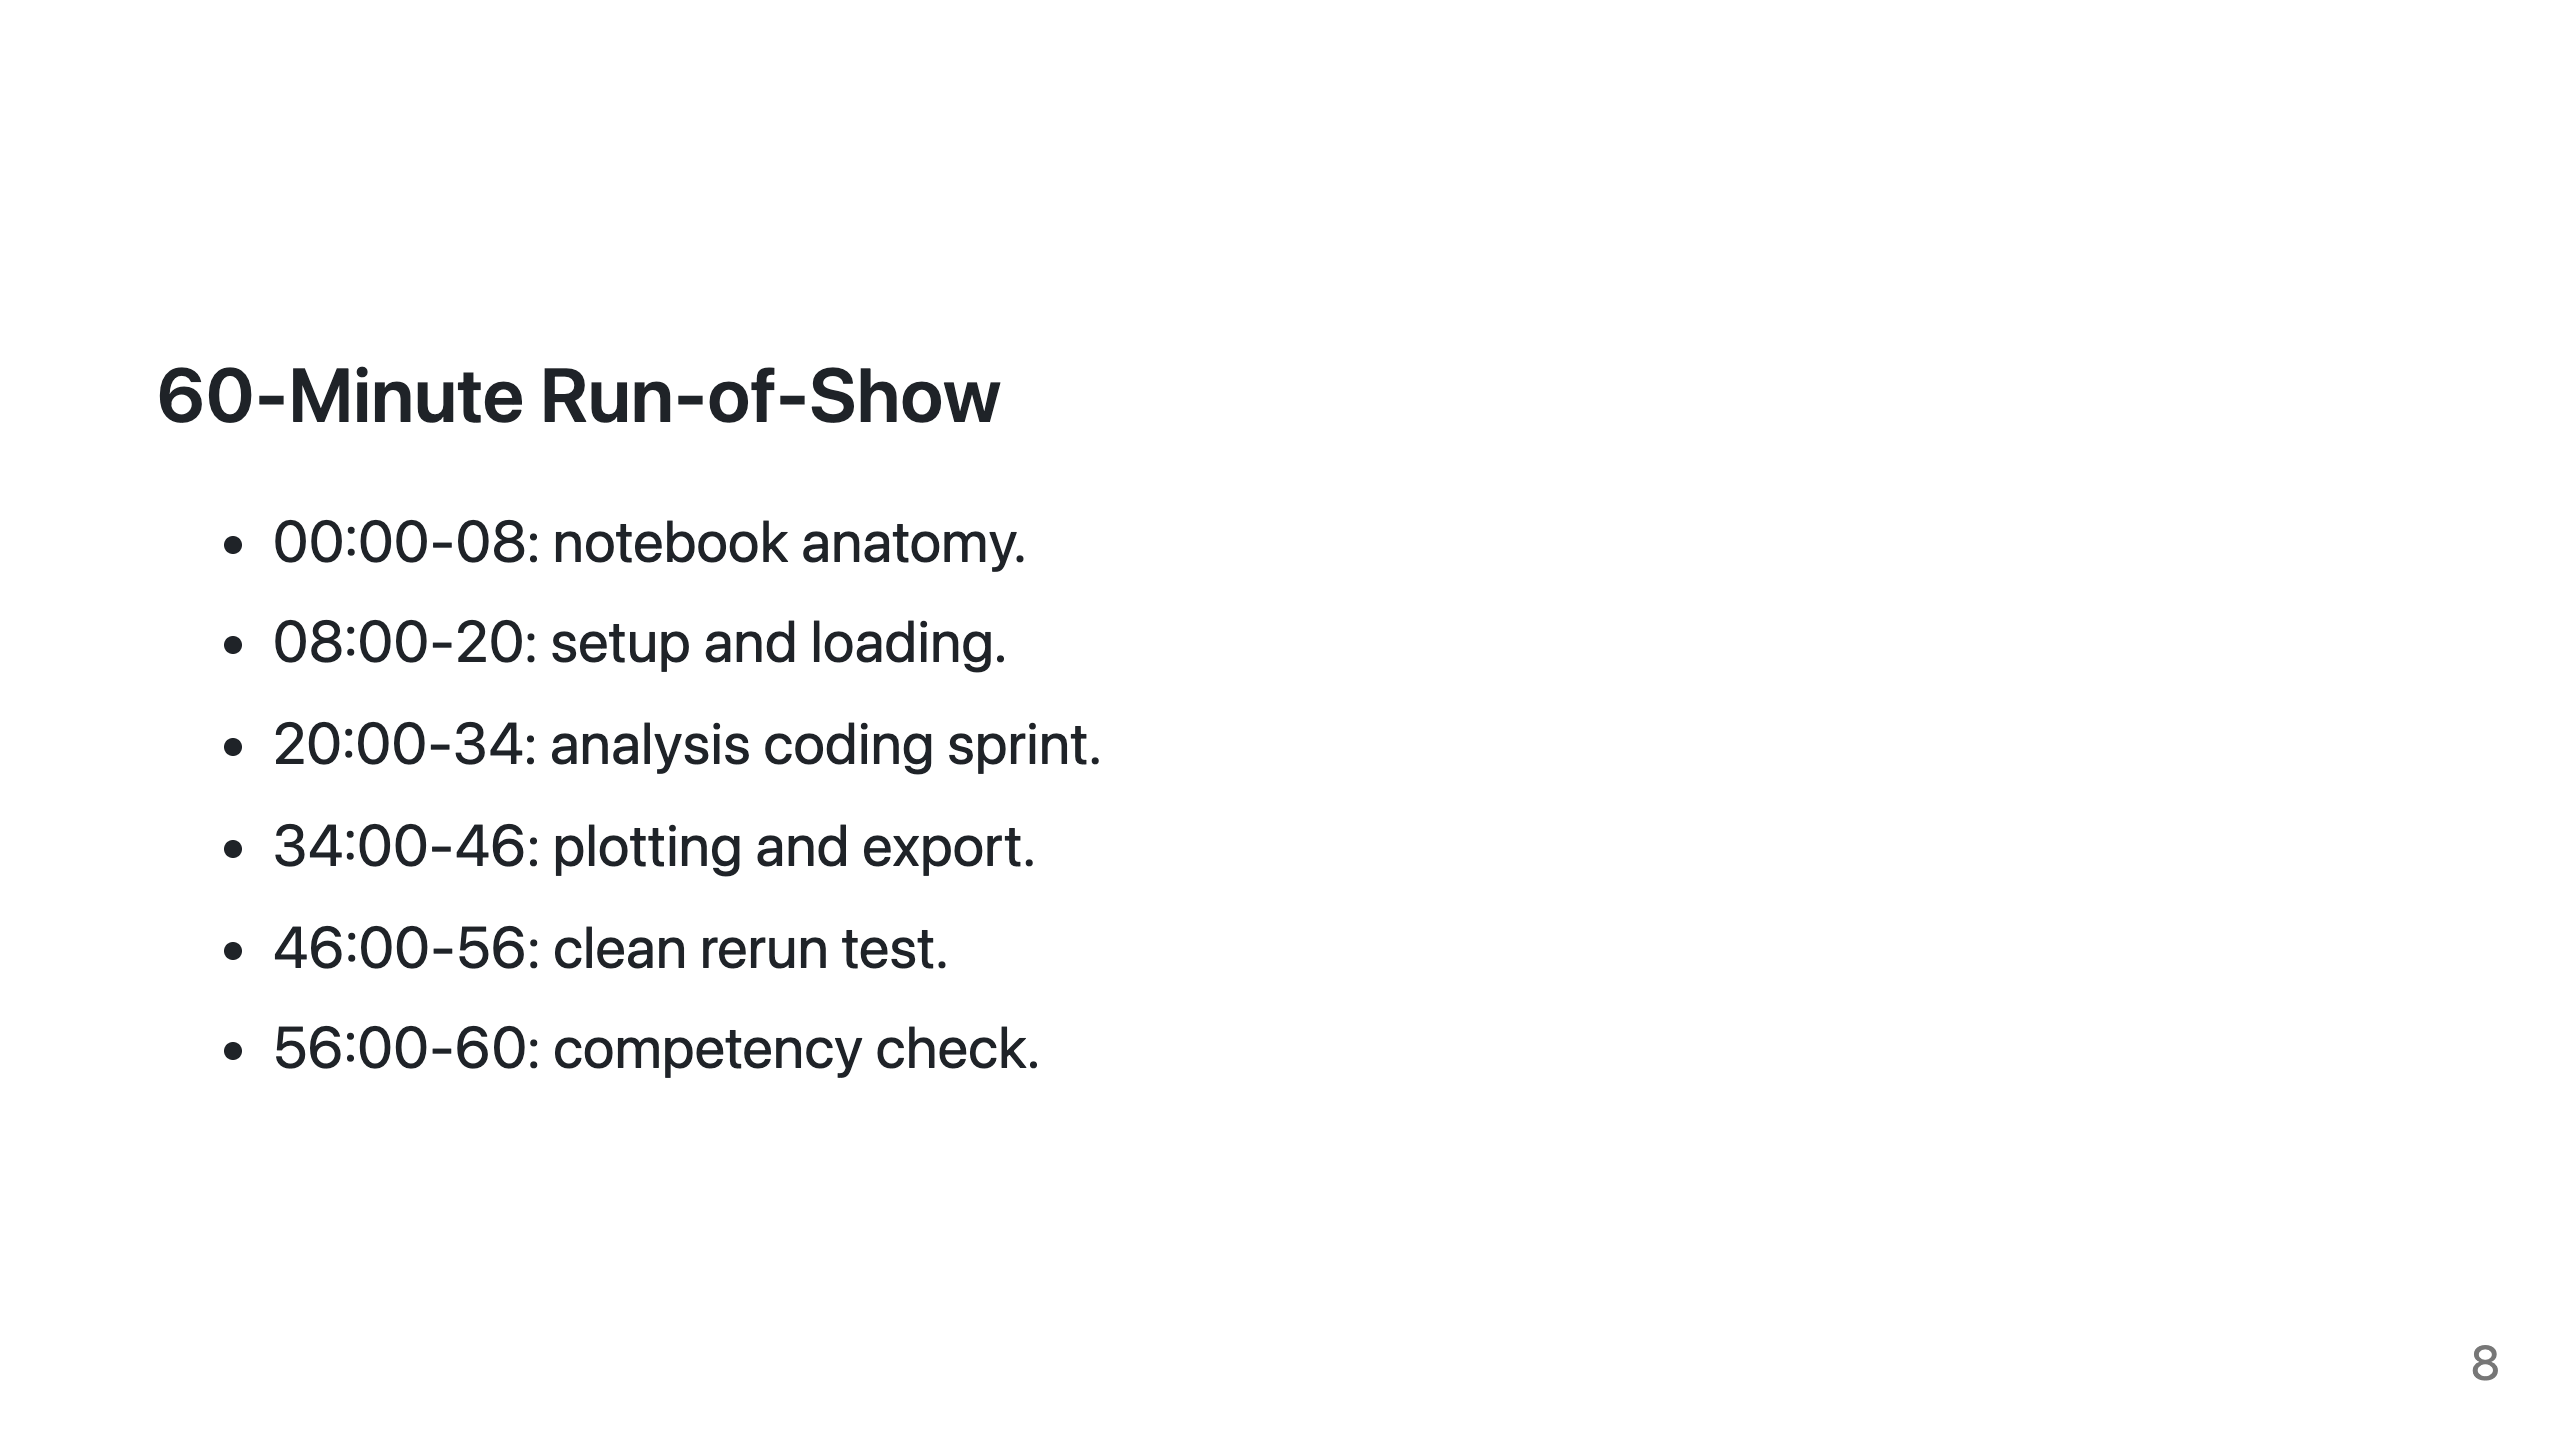 60-Minute Run-of-Show
• 00:00-08: notebook anatomy.
• 08:00-20: setup and loading.
• 20:00-34: analysis coding sprint.
• 34:00-46: plotting and export.
• 46:00-56: clean rerun test.
• 56:00-60: competency check.
8